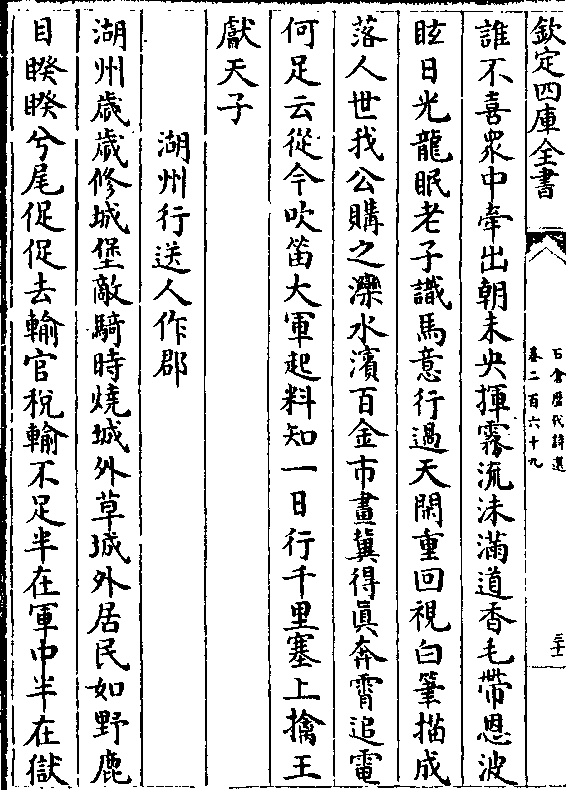 欽定四庫全書
石倉歷代詩選
卷二百六十九
三十
誰不喜衆中牽出朝未央揮霧流沫滿道香毛帶恩波
眩日光龍眠老子識馬意行過天閑重回視白筆描成
落人世我公購之灤水濱百金市畫冀得眞奔霄追電
何足云從今吹笛大軍起料知一日行千里塞上擒王
獻天子
湖州行送人作郡
湖州歲歲修城堡敵騎時燒城外草城外居民如野鹿
目睽睽兮尾促促去輸官稅輸不足半在軍中半在獄